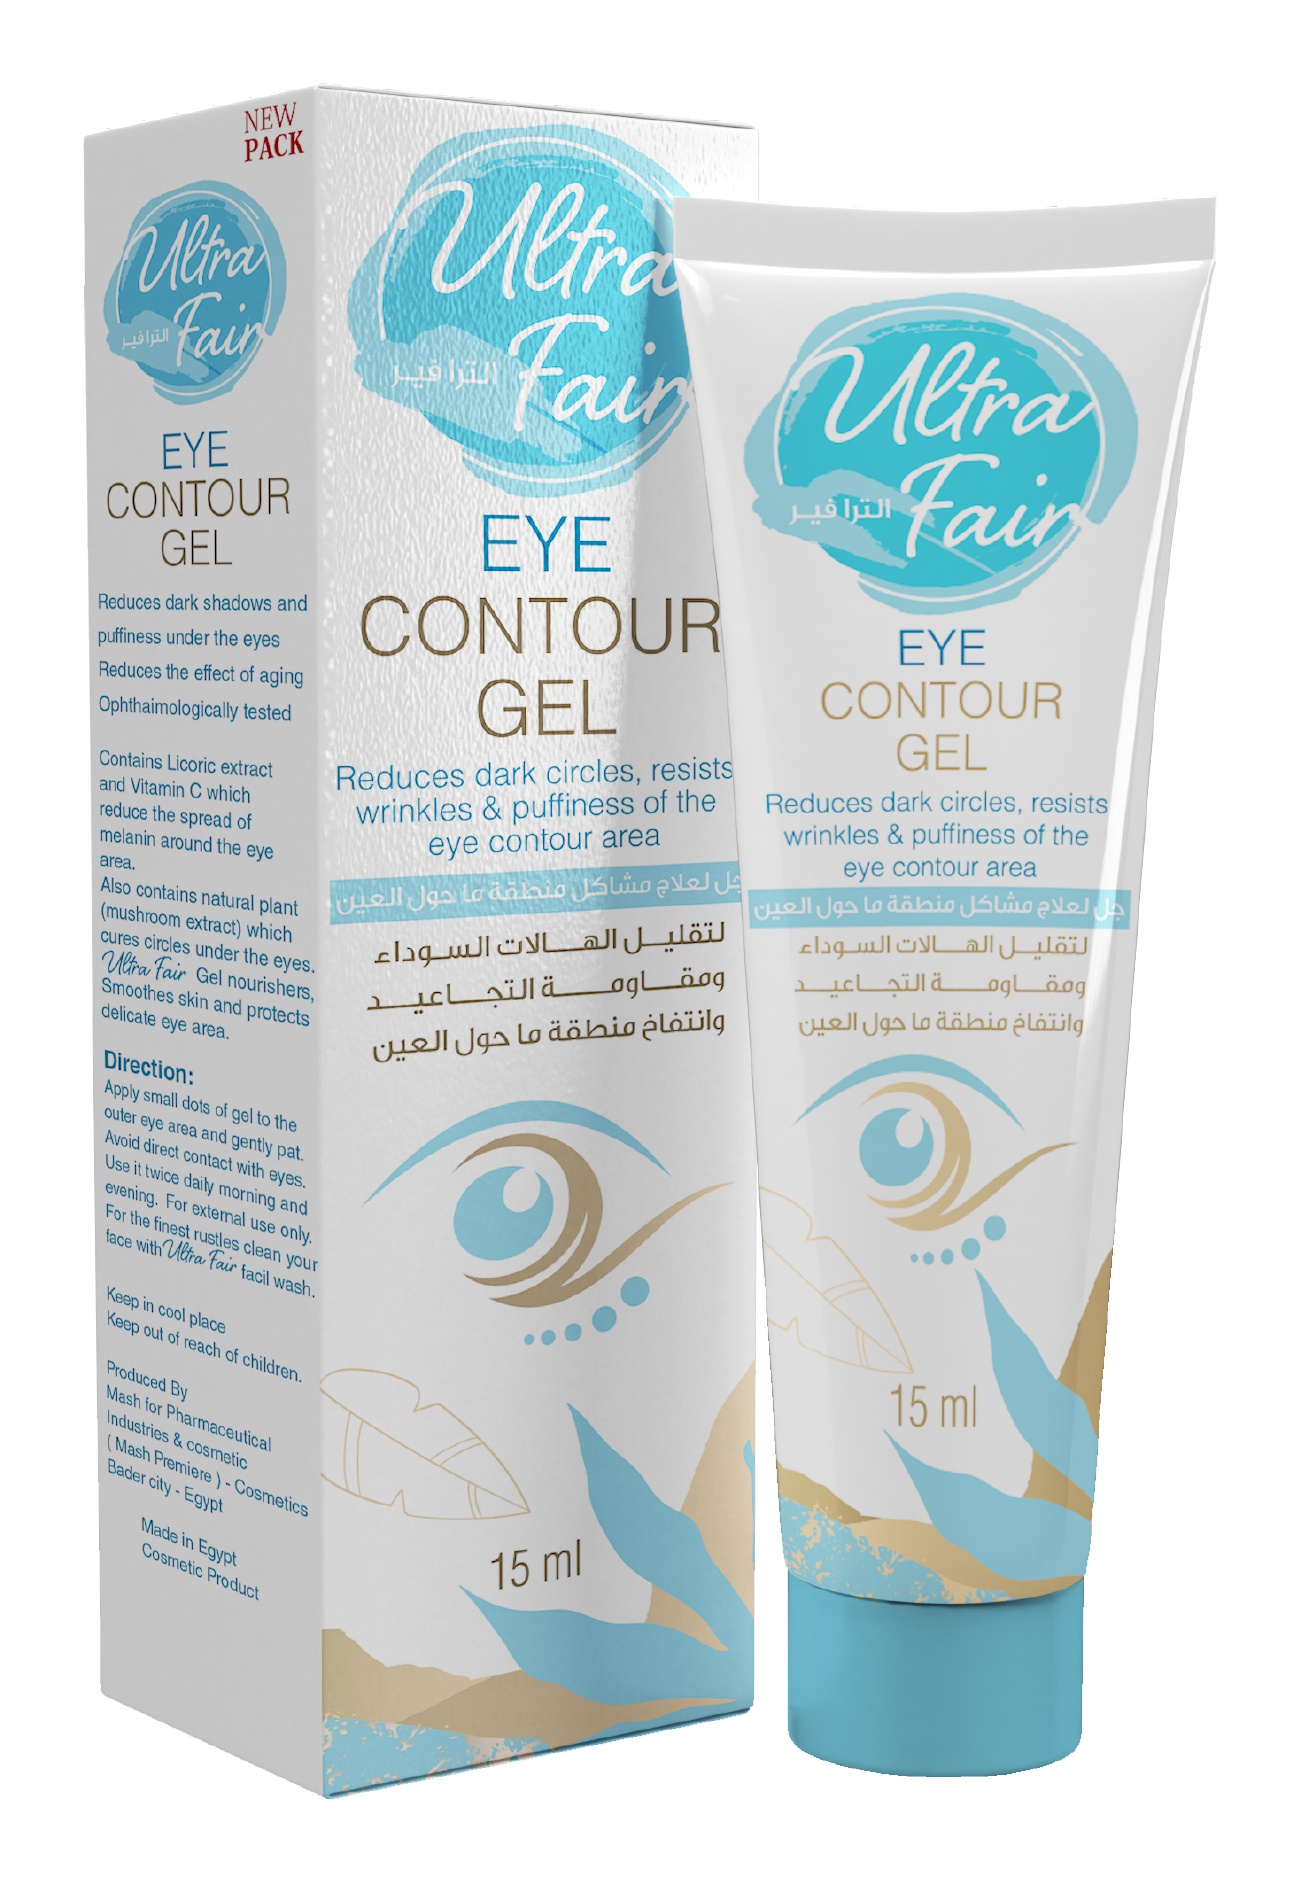 NEW
PACK
Ultra
Fair
الترا فير
EYE
CONTOUR
GEL
Reduces dark shadows and
puffiness under the eyes
Reduces the effect of aging
Ophthaimologically tested
Contains Licoric extract
and Vitamin C which
reduce the spread of
melanin around the eye
area.
Also contains natural plant
(mushroom extract) which
cures circles under the eyes.
Ultra Fair Gel nourishers,
Smoothes skin and protects
delicate eye area.
Direction:
Apply small dots of gel to the
outer eye area and gently pat.
Avoid direct contact with eyes.
Use it twice daily morning and
evening. For external use only.
For the finest rustles clean your
face with Ultra Fair facil wash.
Keep in cool place
Keep out of reach of children.
Produced By
Mash for Pharmaceutical
Industries & cosmetic
( Mash Premiere ) - Cosmetics
Bader city - Egypt
Made in Egypt
Cosmetic Product
Ultra
Fair
الترا فير
EYE
CONTOUR
GEL
Reduces dark circles, resists
wrinkles & puffiness of the
eye contour area
جل لعلاج مشاكل منطقة ما حول العين
لتقليل الهالات السوداء
ومقاومة التجاعيد
وانتفاخ منطقة ما حول العين
15 ml
Ultra
Fair
الترا فير
EYE
CONTOUR
GEL
Reduces dark circles, resists
wrinkles & puffiness of the
eye contour area
جل لعلاج مشاكل منطقة ما حول العين
لتقليل الهالات السوداء
ومقاومة التجاعيد
وانتفاخ منطقة ما حول العين
15 ml